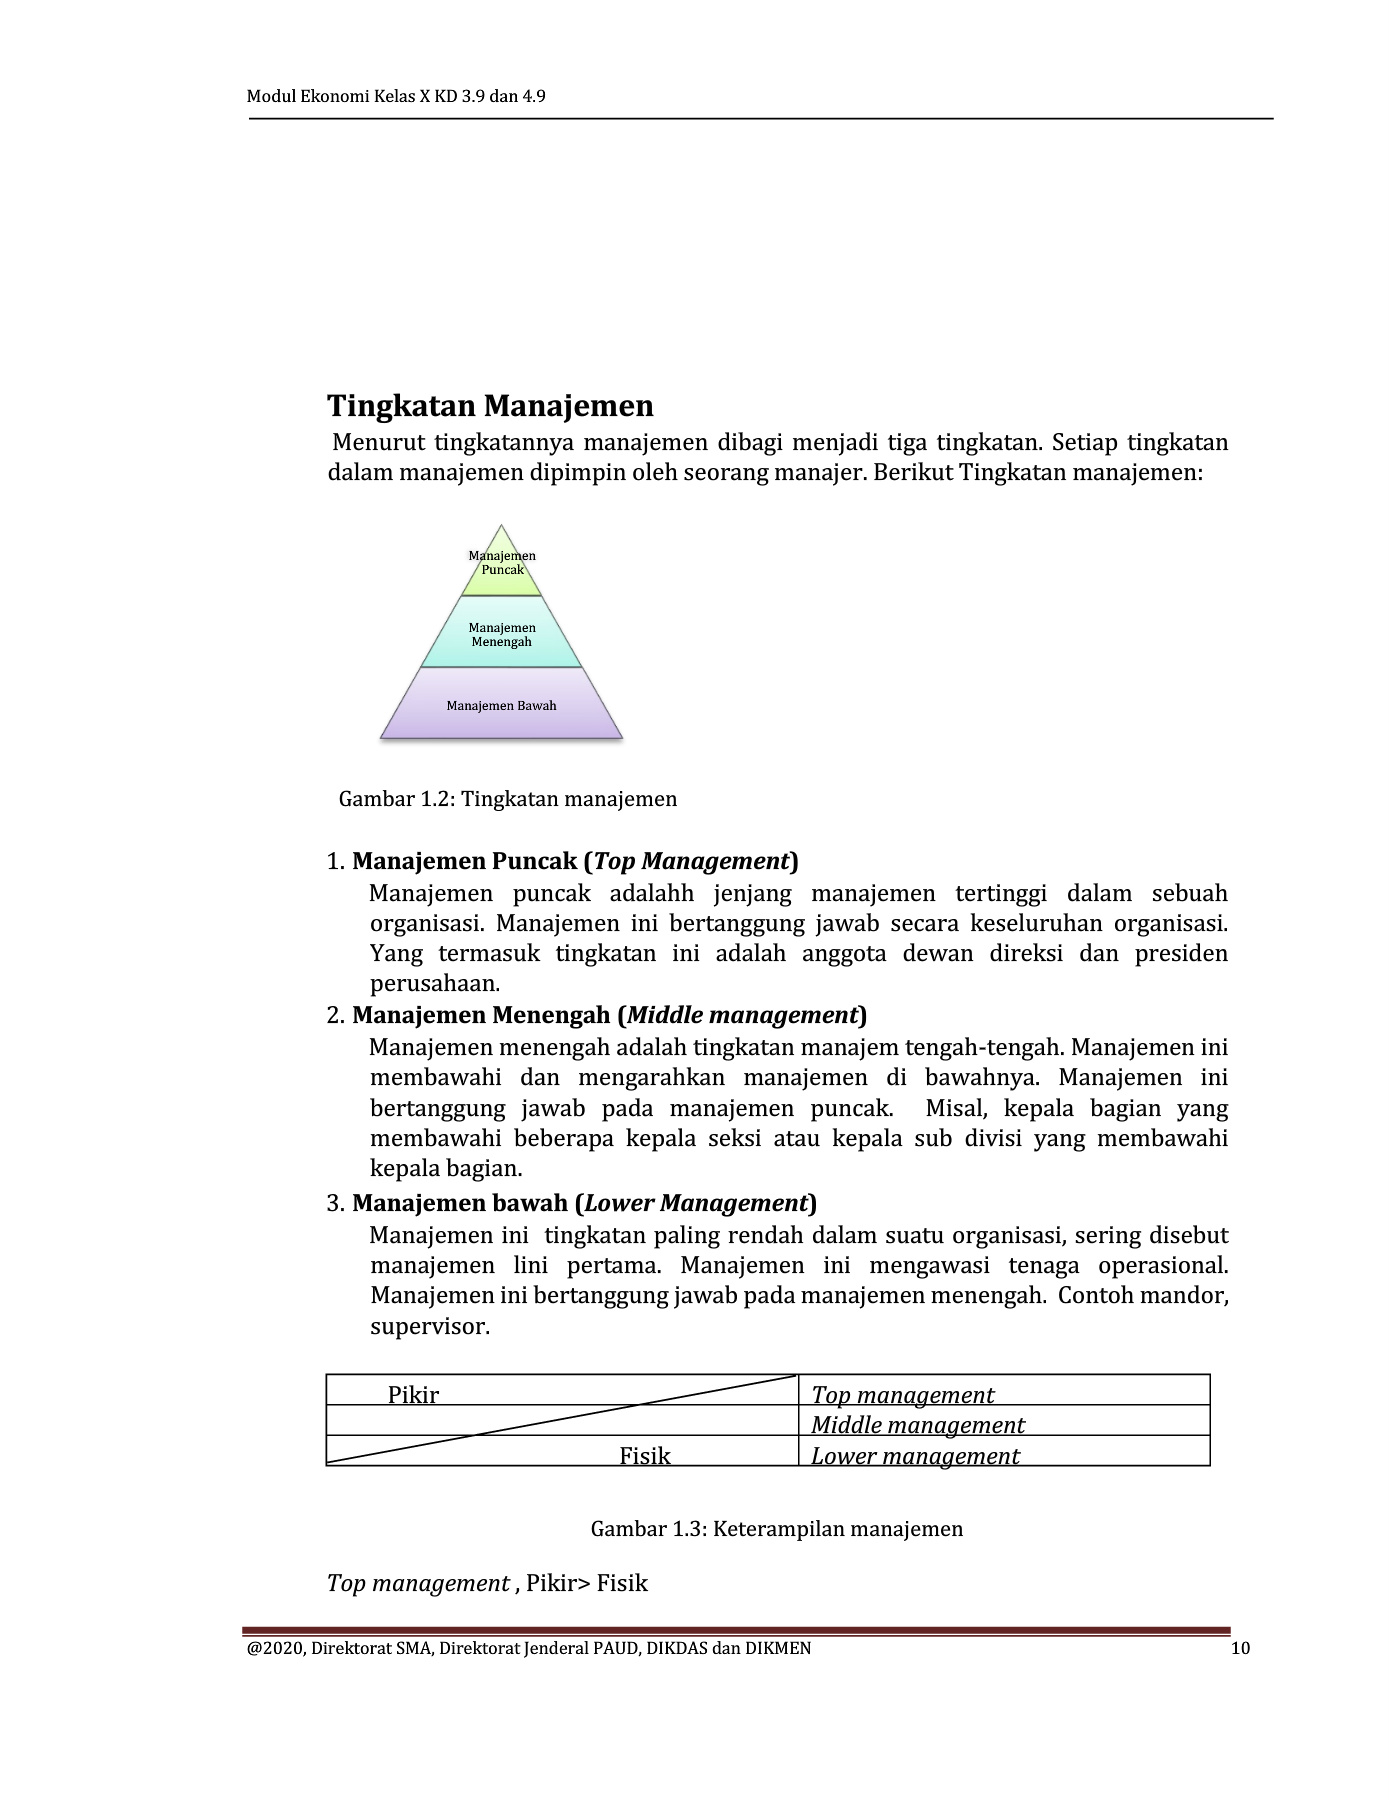 Modul Ekonomi Kelas X KD 3.9 dan 4.9
Tingkatan Manajemen
Menurut tingkatannya manajemen dibagi menjadi tiga tingkatan. Setiap tingkatan
dalam manajemen dipimpin oleh seorang manajer. Berikut Tingkatan manajemen:
Manajemen
Puncak
Manajemen
Menengah
Manajemen Bawah
Gambar 1.2: Tingkatan manajemen
1. Manajemen Puncak (Top Management)
Manajemen puncak adalahh jenjang manajemen tertinggi dalam sebuah
organisasi. Manajemen ini bertanggung jawab secara keseluruhan organisasi.
Yang termasuk tingkatan ini adalah anggota dewan direksi dan presiden
perusahaan.
2. Manajemen Menengah (Middle management)
Manajemen menengah adalah tingkatan manajem tengah-tengah. Manajemen ini
membawahi dan mengarahkan manajemen di bawahnya. Manajemen ini
bertanggung jawab pada manajemen puncak. Misal, kepala bagian yang
membawahi beberapa kepala seksi atau kepala sub divisi yang membawahi
kepala bagian.
3. Manajemen bawah (Lower Management)
Manajemen ini tingkatan paling rendah dalam suatu organisasi, sering disebut
manajemen lini pertama. Manajemen ini mengawasi tenaga operasional.
Manajemen ini bertanggung jawab pada manajemen menengah. Contoh mandor,
supervisor.
Pikir Top management
Middle management
Fisik Lower management
Gambar 1.3: Keterampilan manajemen
Top management , Pikir> Fisik
@2020, Direktorat SMA, Direktorat Jenderal PAUD, DIKDAS dan DIKMEN 10